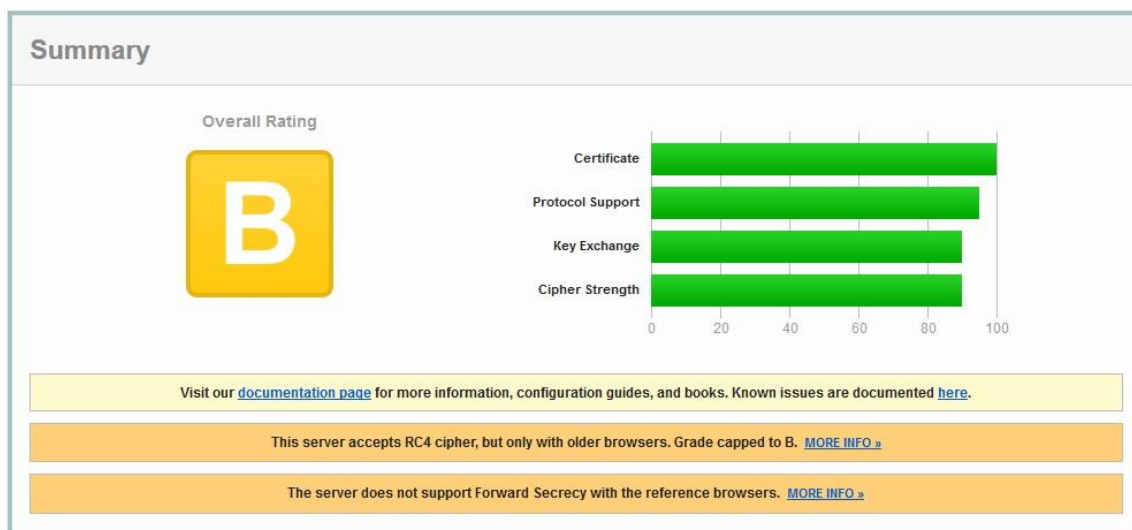 Summary
Overall Rating
B
Certificate
Protocol Support
Key Exchange
Cipher Strength
0 20 40 60 80 100
Visit our documentation page for more information, configuration guides, and books. Known issues are documented here.
This server accepts RC4 cipher, but only with older browsers. Grade capped to B. MORE INFO »
The server does not support Forward Secrecy with the reference browsers. MORE INFO »